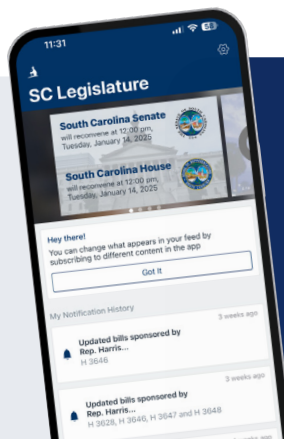 11:31
58
SC Legislature
South Carolina Senate
will reconvene at 12:00 pm,
Tuesday, January 14, 2025
South Carolina House
will reconvene at 12:00 pm,
Tuesday, January 14, 2025
Hey there!
You can change what appears in your feed by
subscribing to different content in the app
Got It
My Notification History
3 weeks ago
Updated bills sponsored by
Rep. Harris...
H 3646
3 weeks ago
Updated bills sponsored by
Rep. Harris...
H 3628, H 3646, H 3647 and H 3648
weeks ago